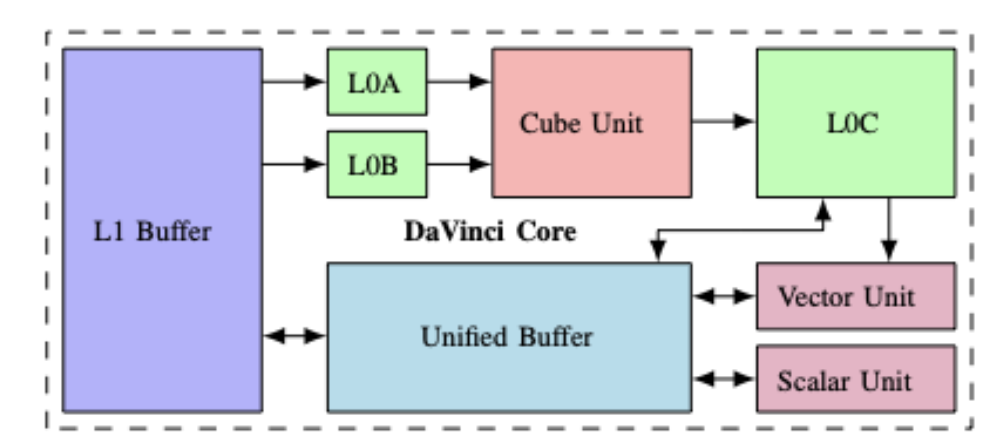 L0A
Cube Unit
L0C
L0B
L1 Buffer
DaVinci Core
Vector Unit
Unified Buffer
Scalar Unit